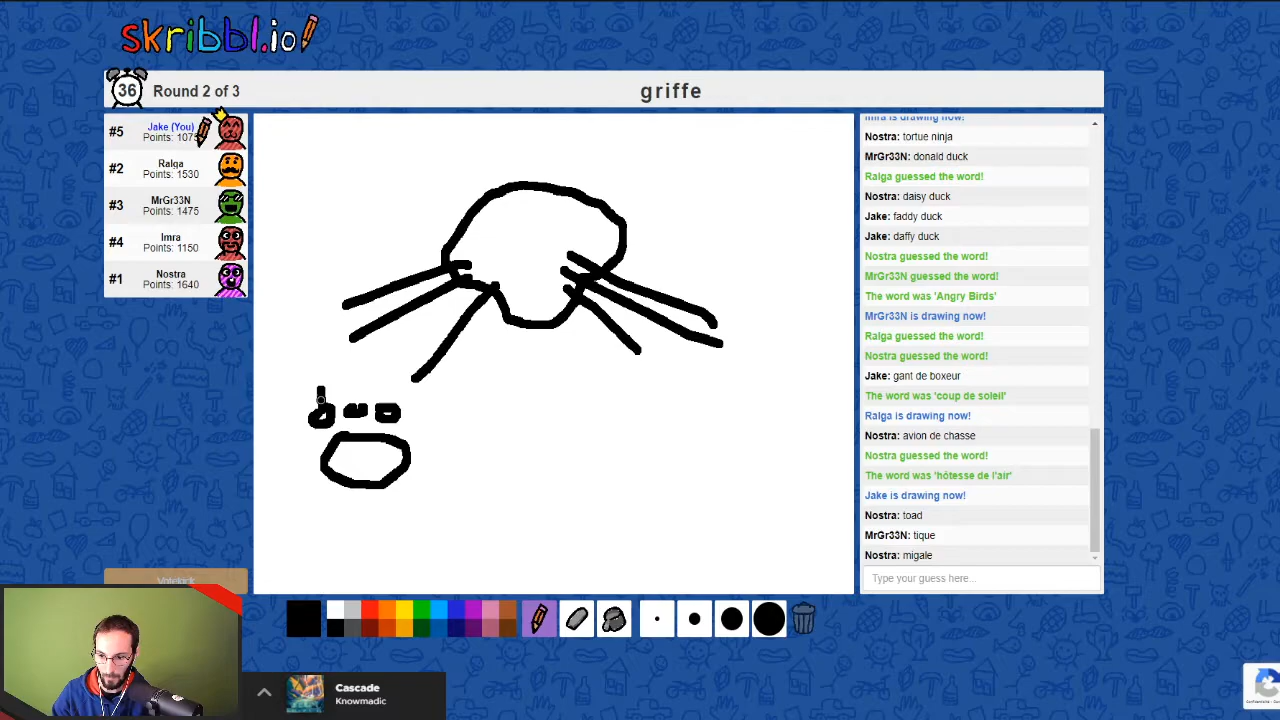 skribbl.io
36 Round 2 of 3
griffe
#5 Jake (You)
Points: 1075
#2 Ralga
Points: 1530
#3 MrGr33N
Points: 1475
#4 Imra
Points: 1150
#1 Nostra
Points: 1640
Imra is drawing now!
Nostra: tortue ninja
MrGr33N: donald duck
Ralga guessed the word!
Nostra: daisy duck
Jake: faddy duck
Jake: daffy duck
Nostra guessed the word!
MrGr33N guessed the word!
The word was 'Angry Birds'
MrGr33N is drawing now!
Ralga guessed the word!
Nostra guessed the word!
Jake: gant de boxeur
The word was 'coup de soleil'
Ralga is drawing now!
Nostra: avion de chasse
Nostra guessed the word!
The word was 'hôtesse de l'air'
Jake is drawing now!
Nostra: toad
MrGr33N: tique
Nostra: migale
Type your guess here...
Votekick
Cascade
Knowmadic